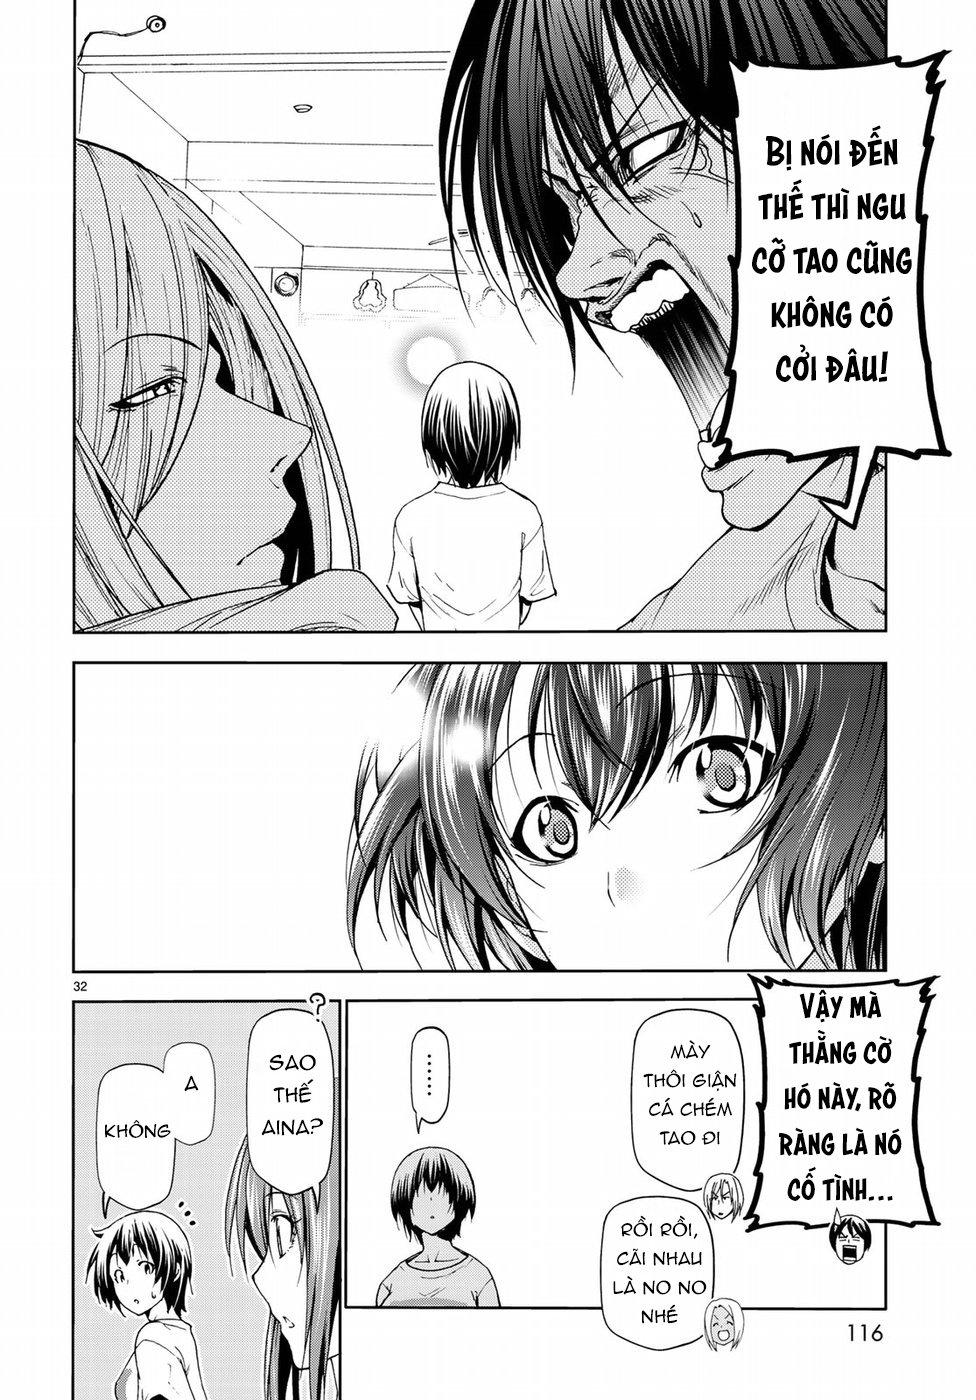 BỊ NÓI ĐẾN
THẾ THÌ NGU
CỠ TAO CŨNG
KHÔNG CÓ
CỞI ĐÂU!
32
VẬY MÀ
THẰNG CỜ
HÓ NÀY, RÕ
RÀNG LÀ NÓ
CỐ TÌNH...
MÀY
THÔI GIẬN
CÁ CHÉM
TAO ĐI
RỒI RỒI,
CÃI NHAU
LÀ NO NO
NHÉ
......
?
SAO
THẾ
AINA?
A
KHÔNG
...
116